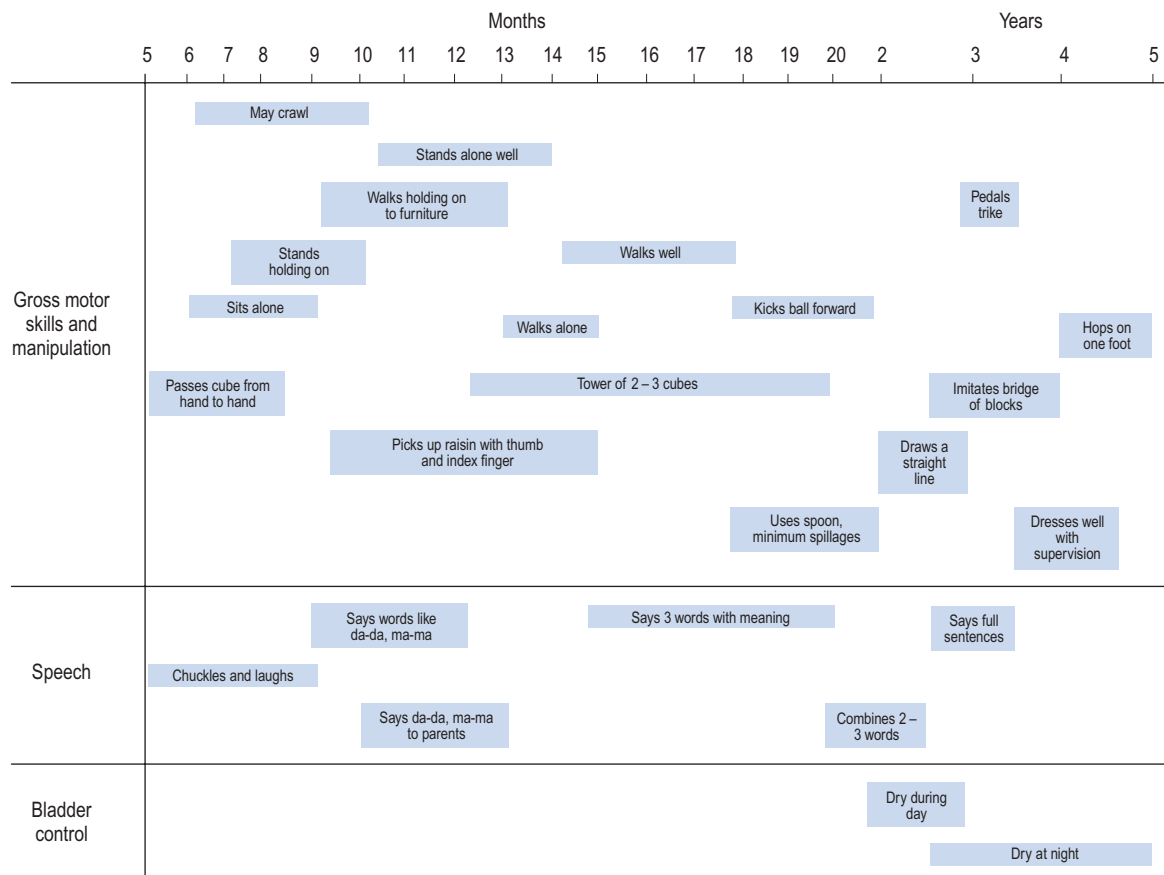 Months Years
5 6 7 8 9 10 11 12 13 14 15 16 17 18 19 20 2 3 4 5
Gross motor
skills and
manipulation
May crawl
Stands alone well
Walks holding on
to furniture
Pedals
trike
Stands
holding on
Walks well
Sits alone
Kicks ball forward
Walks alone
Hops on
one foot
Passes cube from
hand to hand
Tower of 2 – 3 cubes
Imitates bridge
of blocks
Picks up raisin with thumb
and index finger
Draws a
straight
line
Uses spoon,
minimum spillages
Dresses well
with
supervision
Speech
Says words like
da-da, ma-ma
Says 3 words with meaning
Says full
sentences
Chuckles and laughs
Says da-da, ma-ma
to parents
Combines 2 –
3 words
Bladder
control
Dry during
day
Dry at night